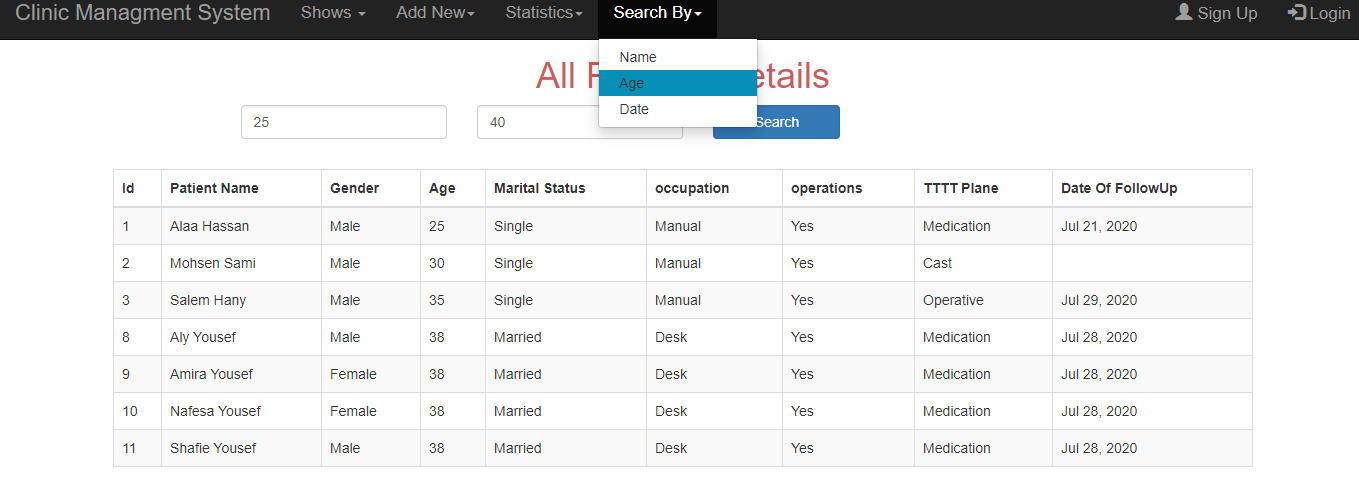 Clinic Managment System Shows Add New Statistics Search By Sign Up Login
Name
Age
Date
All etails
25 40 Search
Id Patient Name Gender Age Marital Status occupation operations TTTT Plane Date Of FollowUp
1 Alaa Hassan Male 25 Single Manual Yes Medication Jul 21, 2020
2 Mohsen Sami Male 30 Single Manual Yes Cast
3 Salem Hany Male 35 Single Manual Yes Operative Jul 29, 2020
8 Aly Yousef Male 38 Married Desk Yes Medication Jul 28, 2020
9 Amira Yousef Female 38 Married Desk Yes Medication Jul 28, 2020
10 Nafesa Yousef Female 38 Married Desk Yes Medication Jul 28, 2020
11 Shafie Yousef Male 38 Married Desk Yes Medication Jul 28, 2020